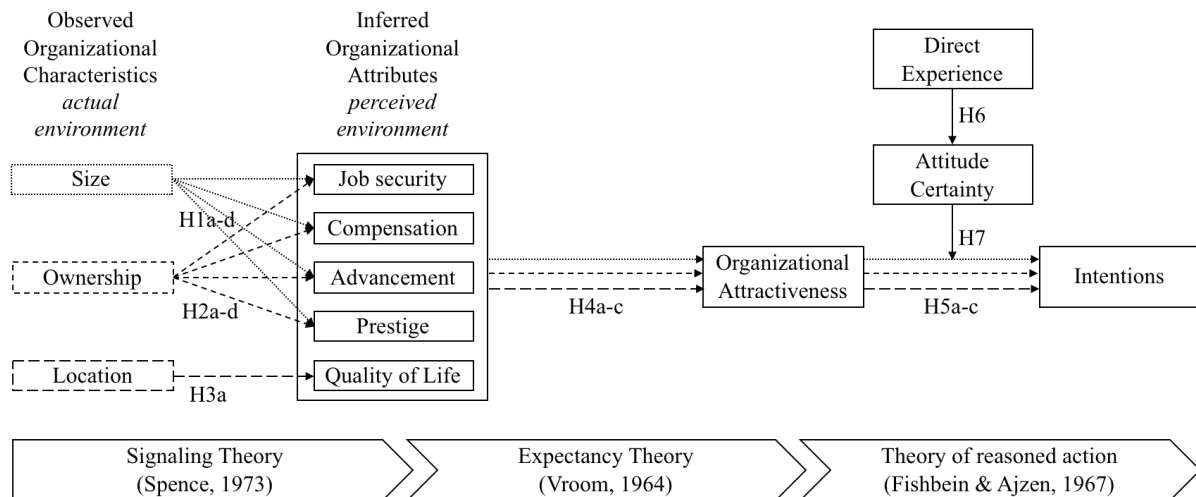 Observed
Organizational
Characteristics
actual
environment
Inferred
Organizational
Attributes
perceived
environment
Direct
Experience
H6
Size
Job security
Attitude
Certainty
H1a-d
Compensation
H7
Ownership
Advancement
Organizational
Attractiveness
Intentions
H2a-d
H4a-c
H5a-c
Prestige
Location
Quality of Life
H3a
Signaling Theory
(Spence, 1973)
Expectancy Theory
(Vroom, 1964)
Theory of reasoned action
(Fishbein & Ajzen, 1967)